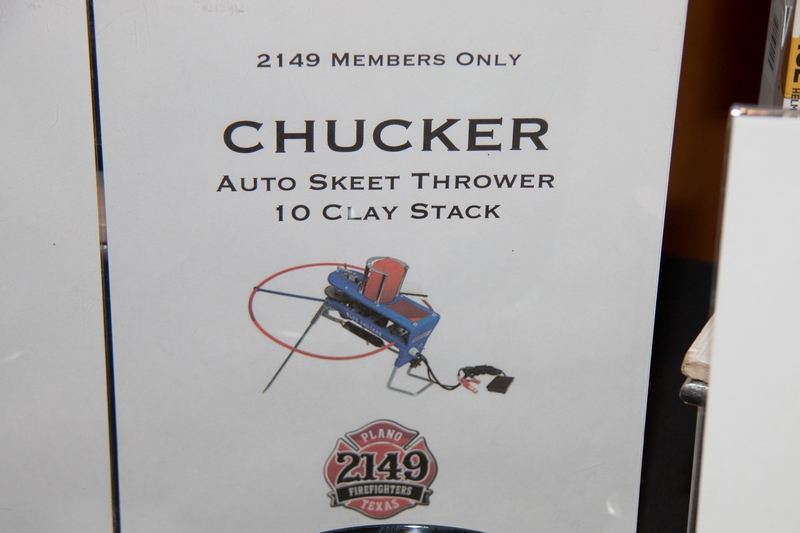 2149 Members Only
CHUCKER
Auto Skeet Thrower
10 Clay Stack
PLANO
2149
FIREFIGHTERS
TEXAS